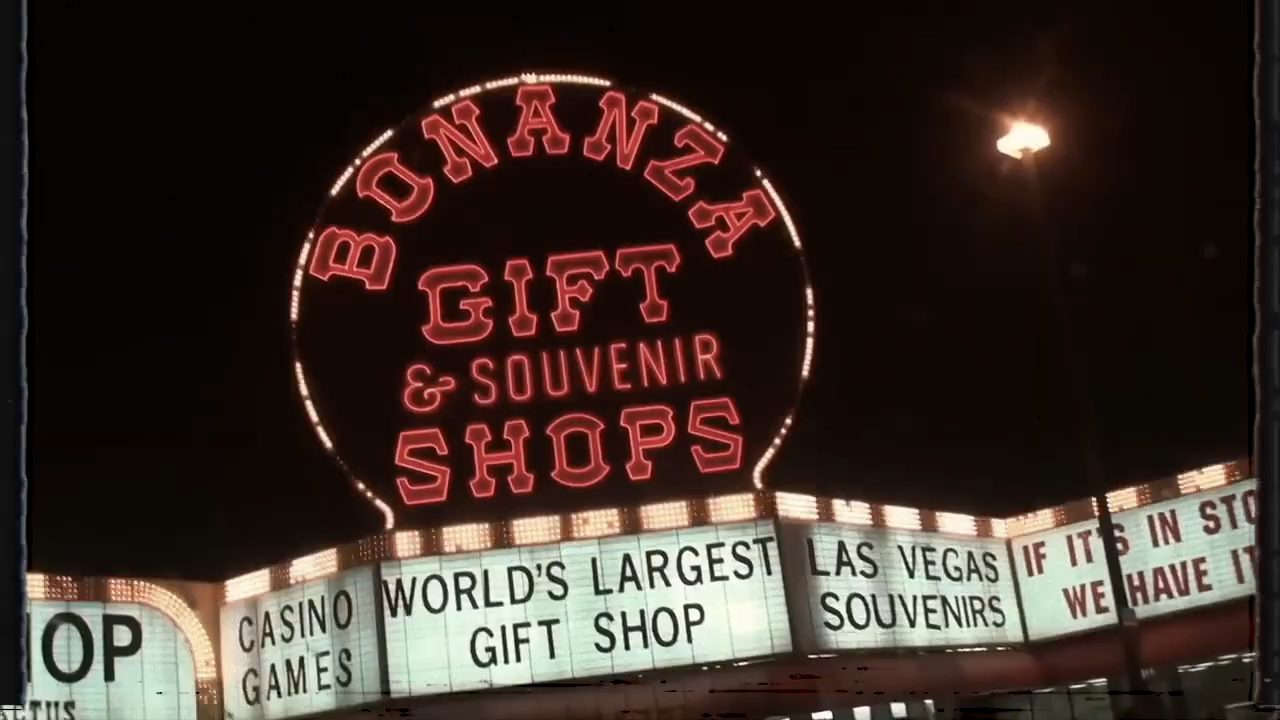 BONANZA
GIFT
& SOUVENIR
SHOPS
OP
CTUS
CASINO
GAMES
WORLD'S LARGEST
GIFT SHOP
LAS VEGAS
SOUVENIRS
IF IT'S IN STO
WE HAVE IT